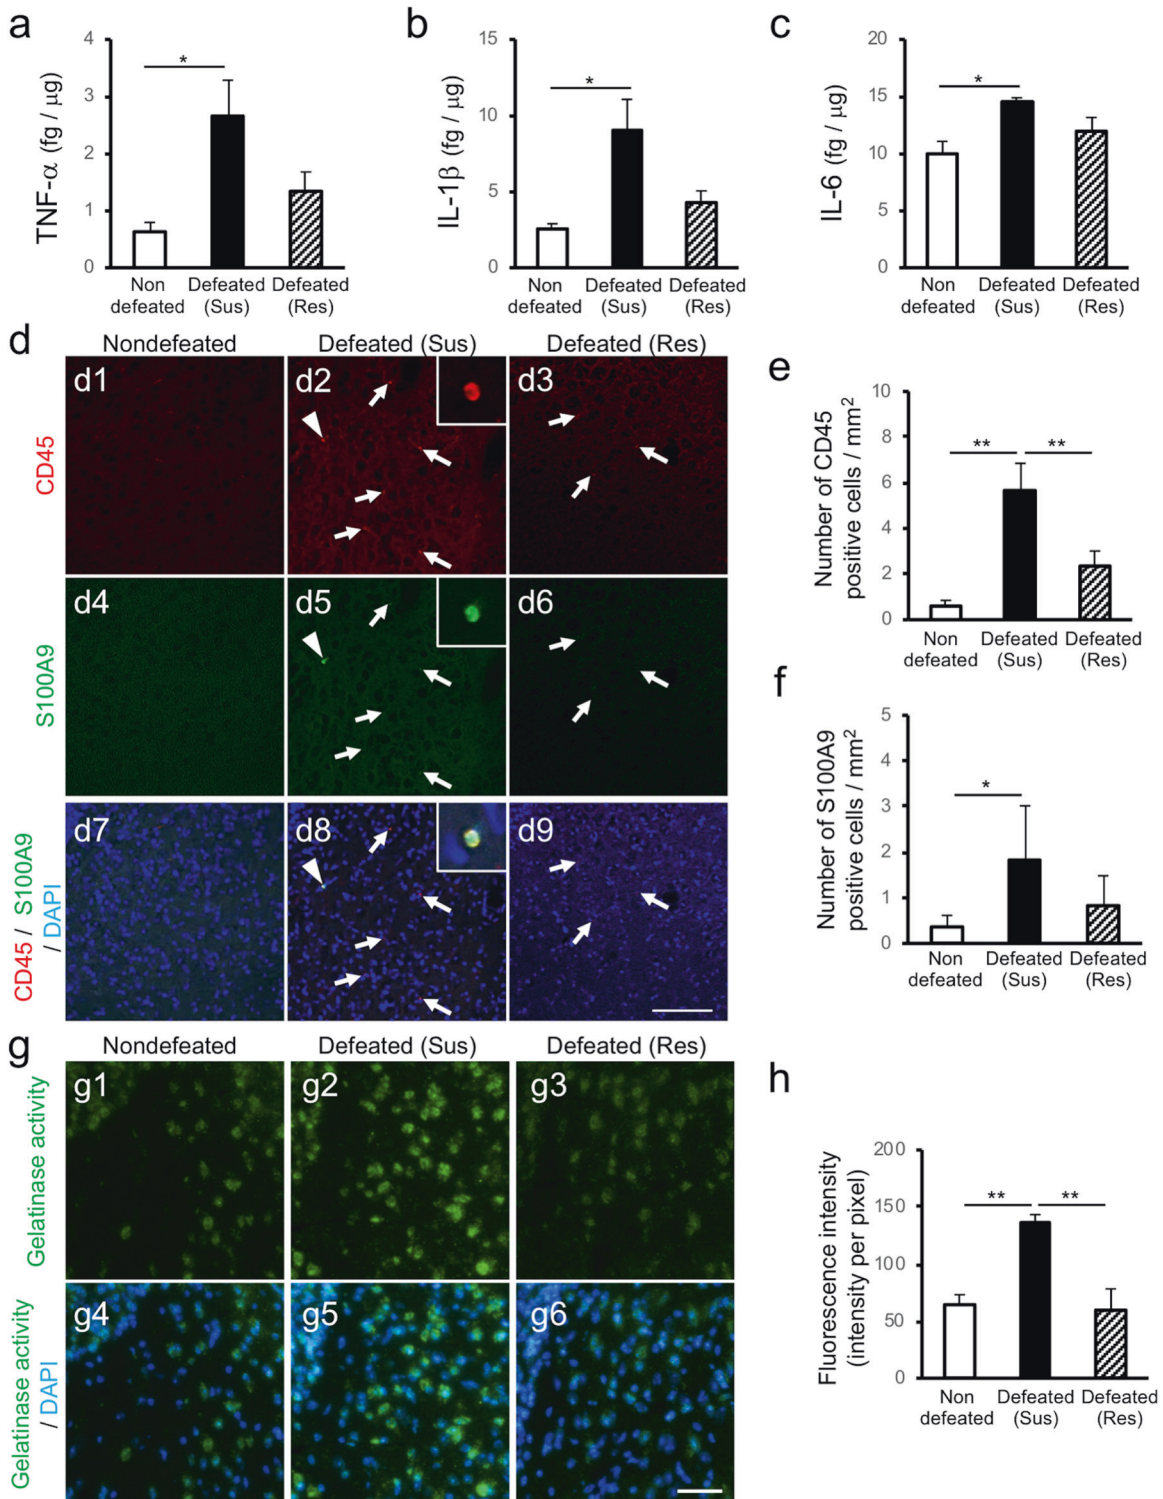 a
TNF-α (fg / μg)
4
3
2
1
0
*
Non defeated
Defeated (Sus)
Defeated (Res)
b
IL-1β (fg / μg)
15
10
5
0
*
Non defeated
Defeated (Sus)
Defeated (Res)
c
IL-6 (fg / μg)
20
15
10
5
0
*
Non defeated
Defeated (Sus)
Defeated (Res)
d
Nondefeated
Defeated (Sus)
Defeated (Res)
CD45
d1
d2
d3
S100A9
d4
d5
d6
CD45 / S100A9
/ DAPI
d7
d8
d9
e
Number of CD45
positive cells / mm²
10
8
6
4
2
0
**
**
Non defeated
Defeated (Sus)
Defeated (Res)
f
Number of S100A9
positive cells / mm²
5
4
3
2
1
0
*
Non defeated
Defeated (Sus)
Defeated (Res)
g
Nondefeated
Defeated (Sus)
Defeated (Res)
Gelatinase activity
g1
g2
g3
Gelatinase activity
/ DAPI
g4
g5
g6
h
Fluorescence intensity
(intensity per pixel)
200
150
100
50
0
**
**
Non defeated
Defeated (Sus)
Defeated (Res)